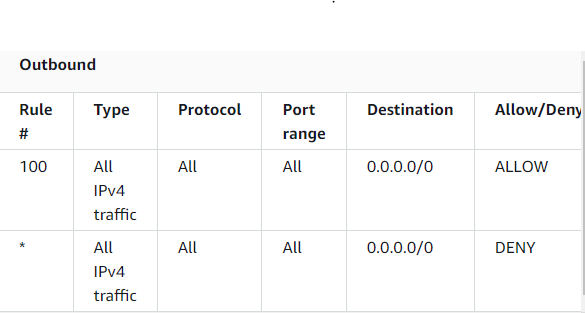 Outbound
Rule # Type Protocol Port range Destination Allow/Deny
100 All IPv4 traffic All All 0.0.0.0/0 ALLOW
* All IPv4 traffic All All 0.0.0.0/0 DENY